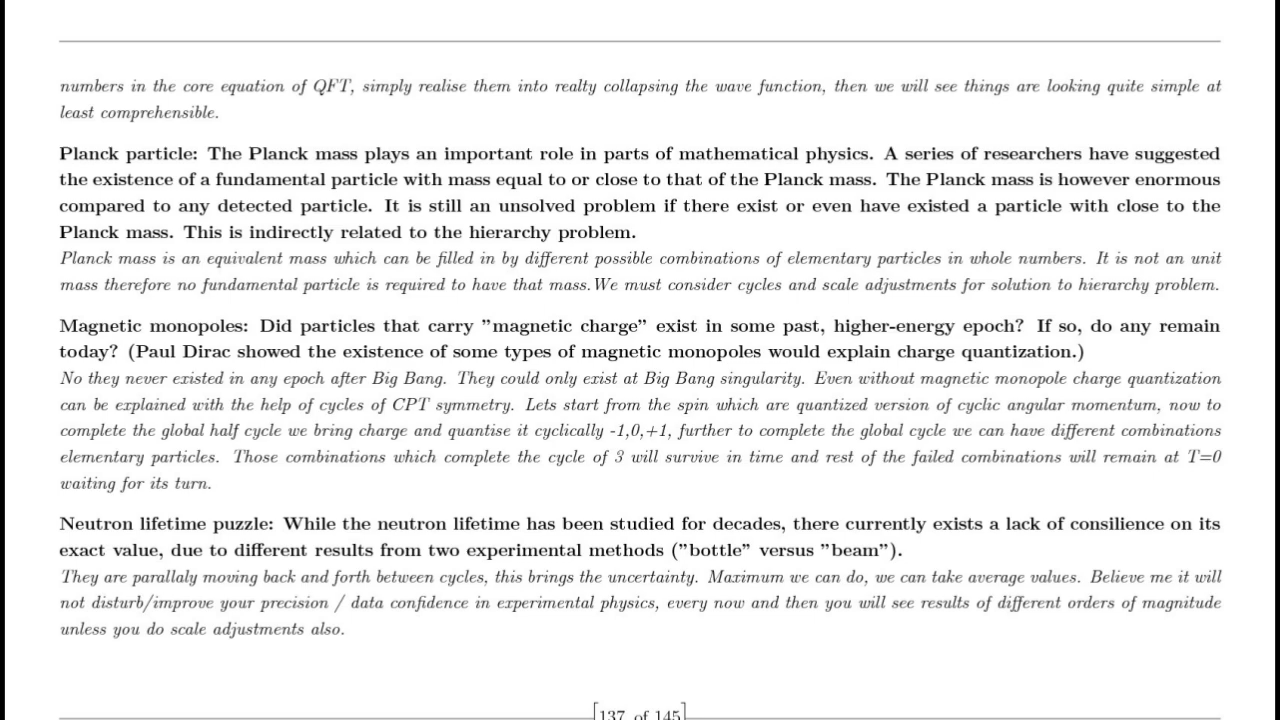 numbers in the core equation of QFT, simply realise them into realty collapsing the wave function, then we will see things are looking quite simple at
least comprehensible.
Planck particle: The Planck mass plays an important role in parts of mathematical physics. A series of researchers have suggested
the existence of a fundamental particle with mass equal to or close to that of the Planck mass. The Planck mass is however enormous
compared to any detected particle. It is still an unsolved problem if there exist or even have existed a particle with close to the
Planck mass. This is indirectly related to the hierarchy problem.
Planck mass is an equivalent mass which can be filled in by different possible combinations of elementary particles in whole numbers. It is not an unit
mass therefore no fundamental particle is required to have that mass. We must consider cycles and scale adjustments for solution to hierarchy problem.
Magnetic monopoles: Did particles that carry ”magnetic charge” exist in some past, higher-energy epoch? If so, do any remain
today? (Paul Dirac showed the existence of some types of magnetic monopoles would explain charge quantization.)
No they never existed in any epoch after Big Bang. They could only exist at Big Bang singularity. Even without magnetic monopole charge quantization
can be explained with the help of cycles of CPT symmetry. Lets start from the spin which are quantized version of cyclic angular momentum, now to
complete the global half cycle we bring charge and quantise it cyclically -1,0,+1, further to complete the global cycle we can have different combinations
elementary particles. Those combinations which complete the cycle of 3 will survive in time and rest of the failed combinations will remain at T=0
waiting for its turn.
Neutron lifetime puzzle: While the neutron lifetime has been studied for decades, there currently exists a lack of consilience on its
exact value, due to different results from two experimental methods (”bottle” versus ”beam”).
They are parallaly moving back and forth between cycles, this brings the uncertainty. Maximum we can do, we can take average values. Believe me it will
not disturb/improve your precision / data confidence in experimental physics, every now and then you will see results of different orders of magnitude
unless you do scale adjustments also.
[137 of 145]